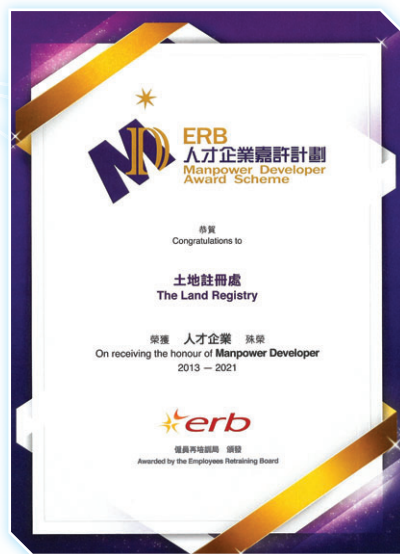 MD
ERB
人才企業嘉許計劃
Manpower Developer
Award Scheme
恭賀
Congratulations to
土地註冊處
The Land Registry
榮獲 人才企業 殊榮
On receiving the honour of Manpower Developer
2013 — 2021
erb
僱員再培訓局 頒發
Awarded by the Employees Retraining Board